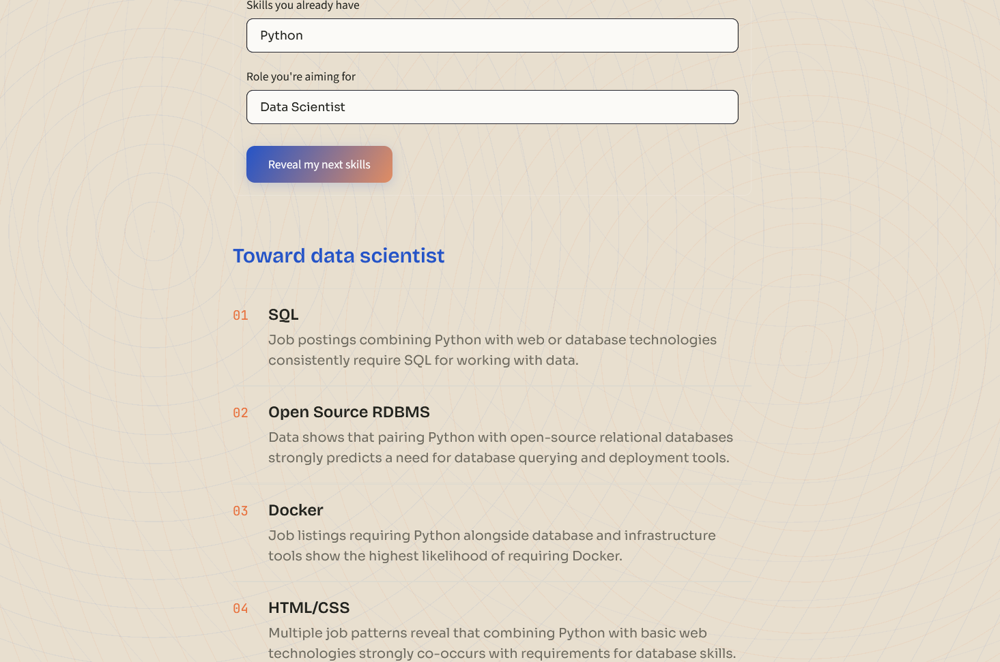 Skills you already have
Python
Role you're aiming for
Data Scientist
Reveal my next skills
Toward data scientist
01 SQL
Job postings combining Python with web or database technologies
consistently require SQL for working with data.
02 Open Source RDBMS
Data shows that pairing Python with open-source relational databases
strongly predicts a need for database querying and deployment tools.
03 Docker
Job listings requiring Python alongside database and infrastructure
tools show the highest likelihood of requiring Docker.
04 HTML/CSS
Multiple job patterns reveal that combining Python with basic web
technologies strongly co-occurs with requirements for database skills.